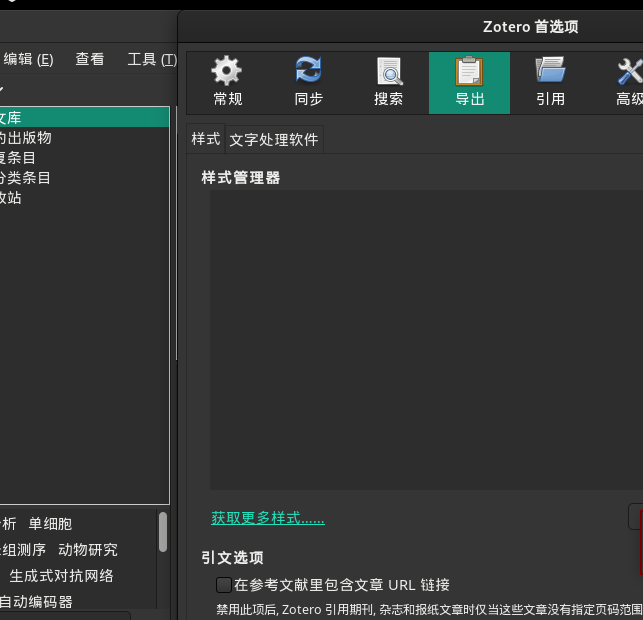 Zotero 首选项
编辑 (E) 查看 工具 (T)
常规 同步 搜索 导出 引用 高级
文库
的出版物
复条目
分类条目
收站
样式 文字处理软件
样式管理器
获取更多样式......
引文选项
在参考文献里包含文章 URL 链接
禁用此项后, Zotero 引用期刊, 杂志和报纸文章时仅当这些文章没有指定页码范围
析 单细胞
组测序 动物研究
生成式对抗网络
自动编码器